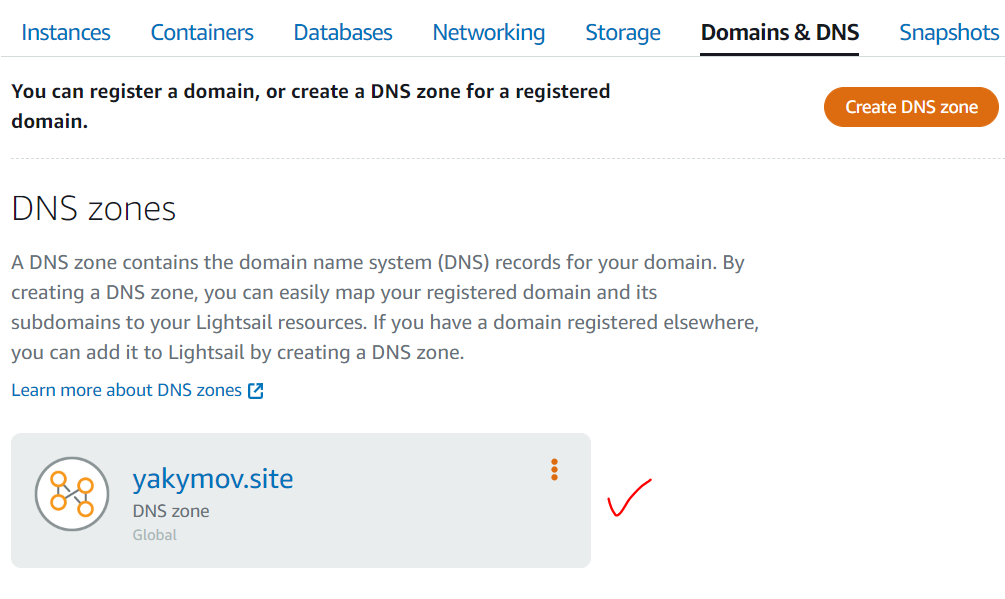 Instances Containers Databases Networking Storage Domains & DNS Snapshots
You can register a domain, or create a DNS zone for a registered
domain.
Create DNS zone
DNS zones
A DNS zone contains the domain name system (DNS) records for your domain. By
creating a DNS zone, you can easily map your registered domain and its
subdomains to your Lightsail resources. If you have a domain registered elsewhere,
you can add it to Lightsail by creating a DNS zone.
Learn more about DNS zones
yakymov.site
DNS zone
Global